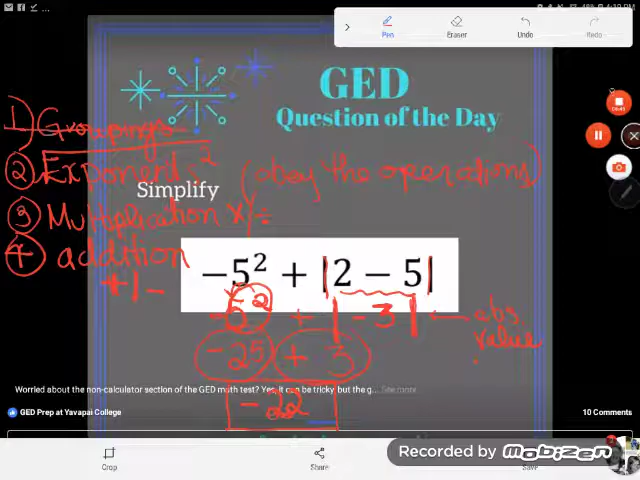 Pen
Eraser
Undo
Redo
GED
Question of the Day
1) Groupings
② Exponents² (obey the operations)
Simplify
③ Multiplication x/÷
④ addition
+/-
−5² + |2 − 5|
-5² + |-3| — abs value
-25 + 3
-22
Worried about the non-calculator section of the GED math test? Yes, it can be tricky, but the g... See more
GED Prep at Yavapai College
10 Comments
Recorded by Mobizen
Crop
Share
Save